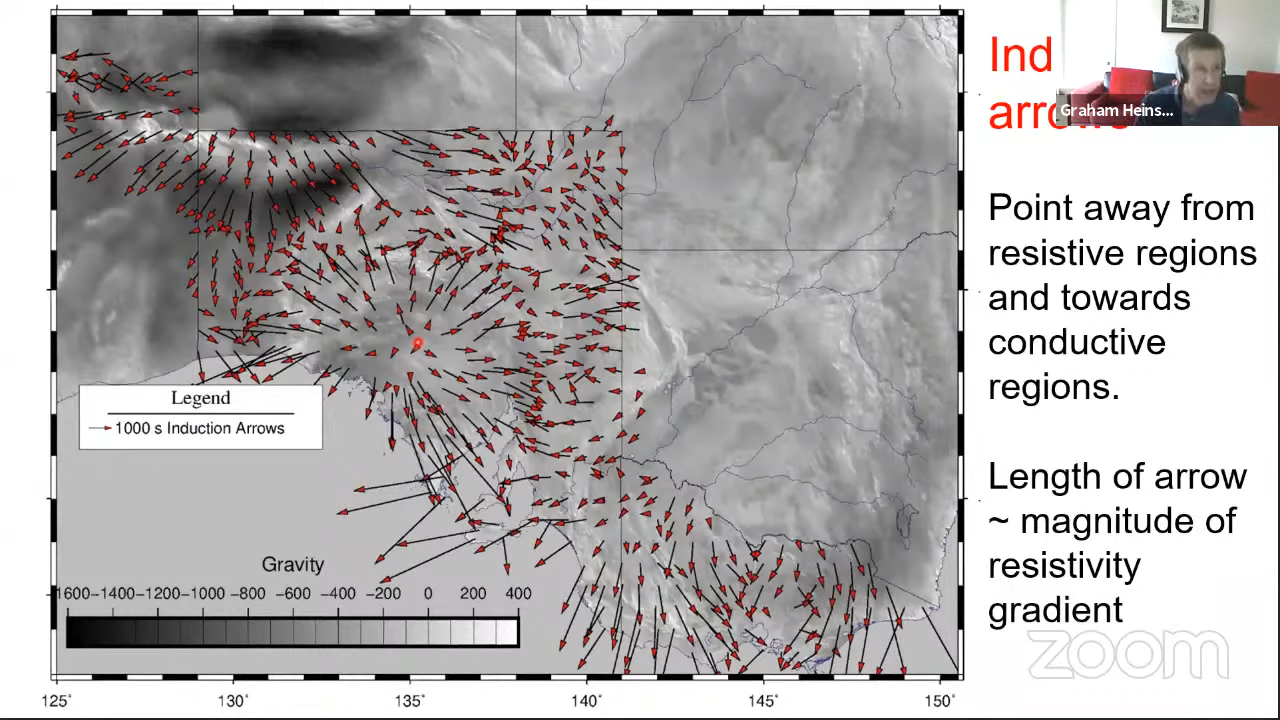 Ind
arrows
Graham Heins...
Point away from
resistive regions
and towards
conductive
regions.
Length of arrow
~ magnitude of
resistivity
gradient
Legend
1000 s Induction Arrows
Gravity
1600 -1400 -1200 -1000 -800 -600 -400 -200 0 200 400
125° 130° 135° 140° 145° 150°
zoom